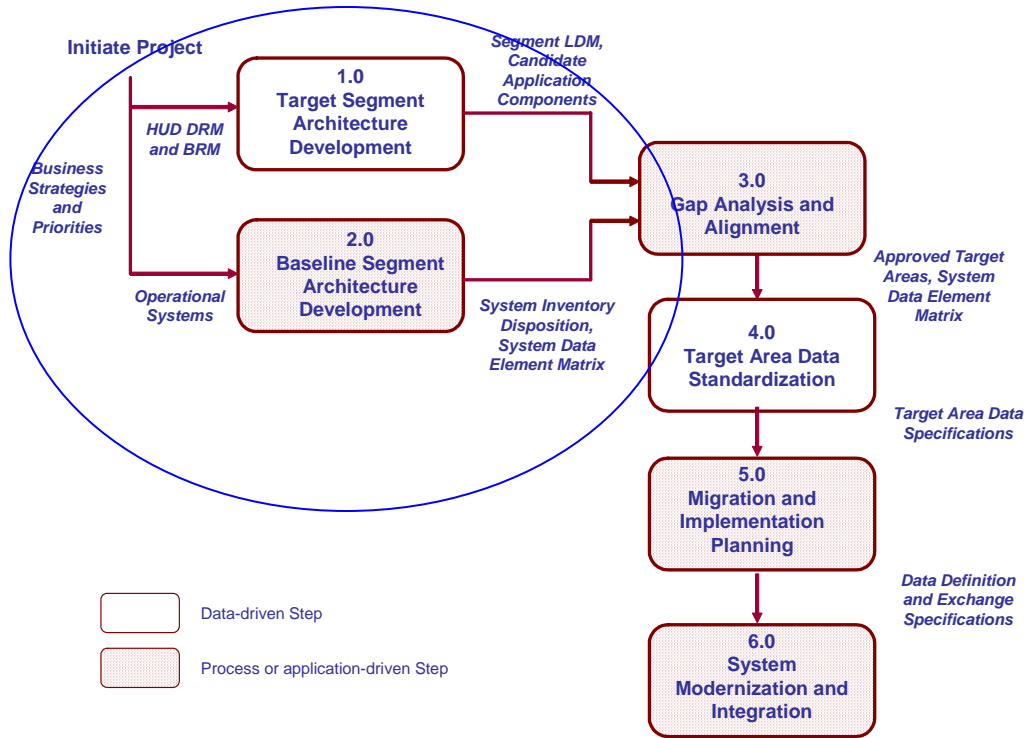 Initiate Project
Segment LDM,
Candidate
Application
Components
1.0
Target Segment
Architecture
Development
HUD DRM
and BRM
Business
Strategies
and
Priorities
3.0
Gap Analysis and
Alignment
2.0
Baseline Segment
Architecture
Development
Operational
Systems
System Inventory
Disposition,
System Data
Element Matrix
Approved Target
Areas, System
Data Element
Matrix
4.0
Target Area Data
Standardization
Target Area Data
Specifications
5.0
Migration and
Implementation
Planning
Data Definition
and Exchange
Specifications
6.0
System
Modernization and
Integration
Data-driven Step
Process or application-driven Step